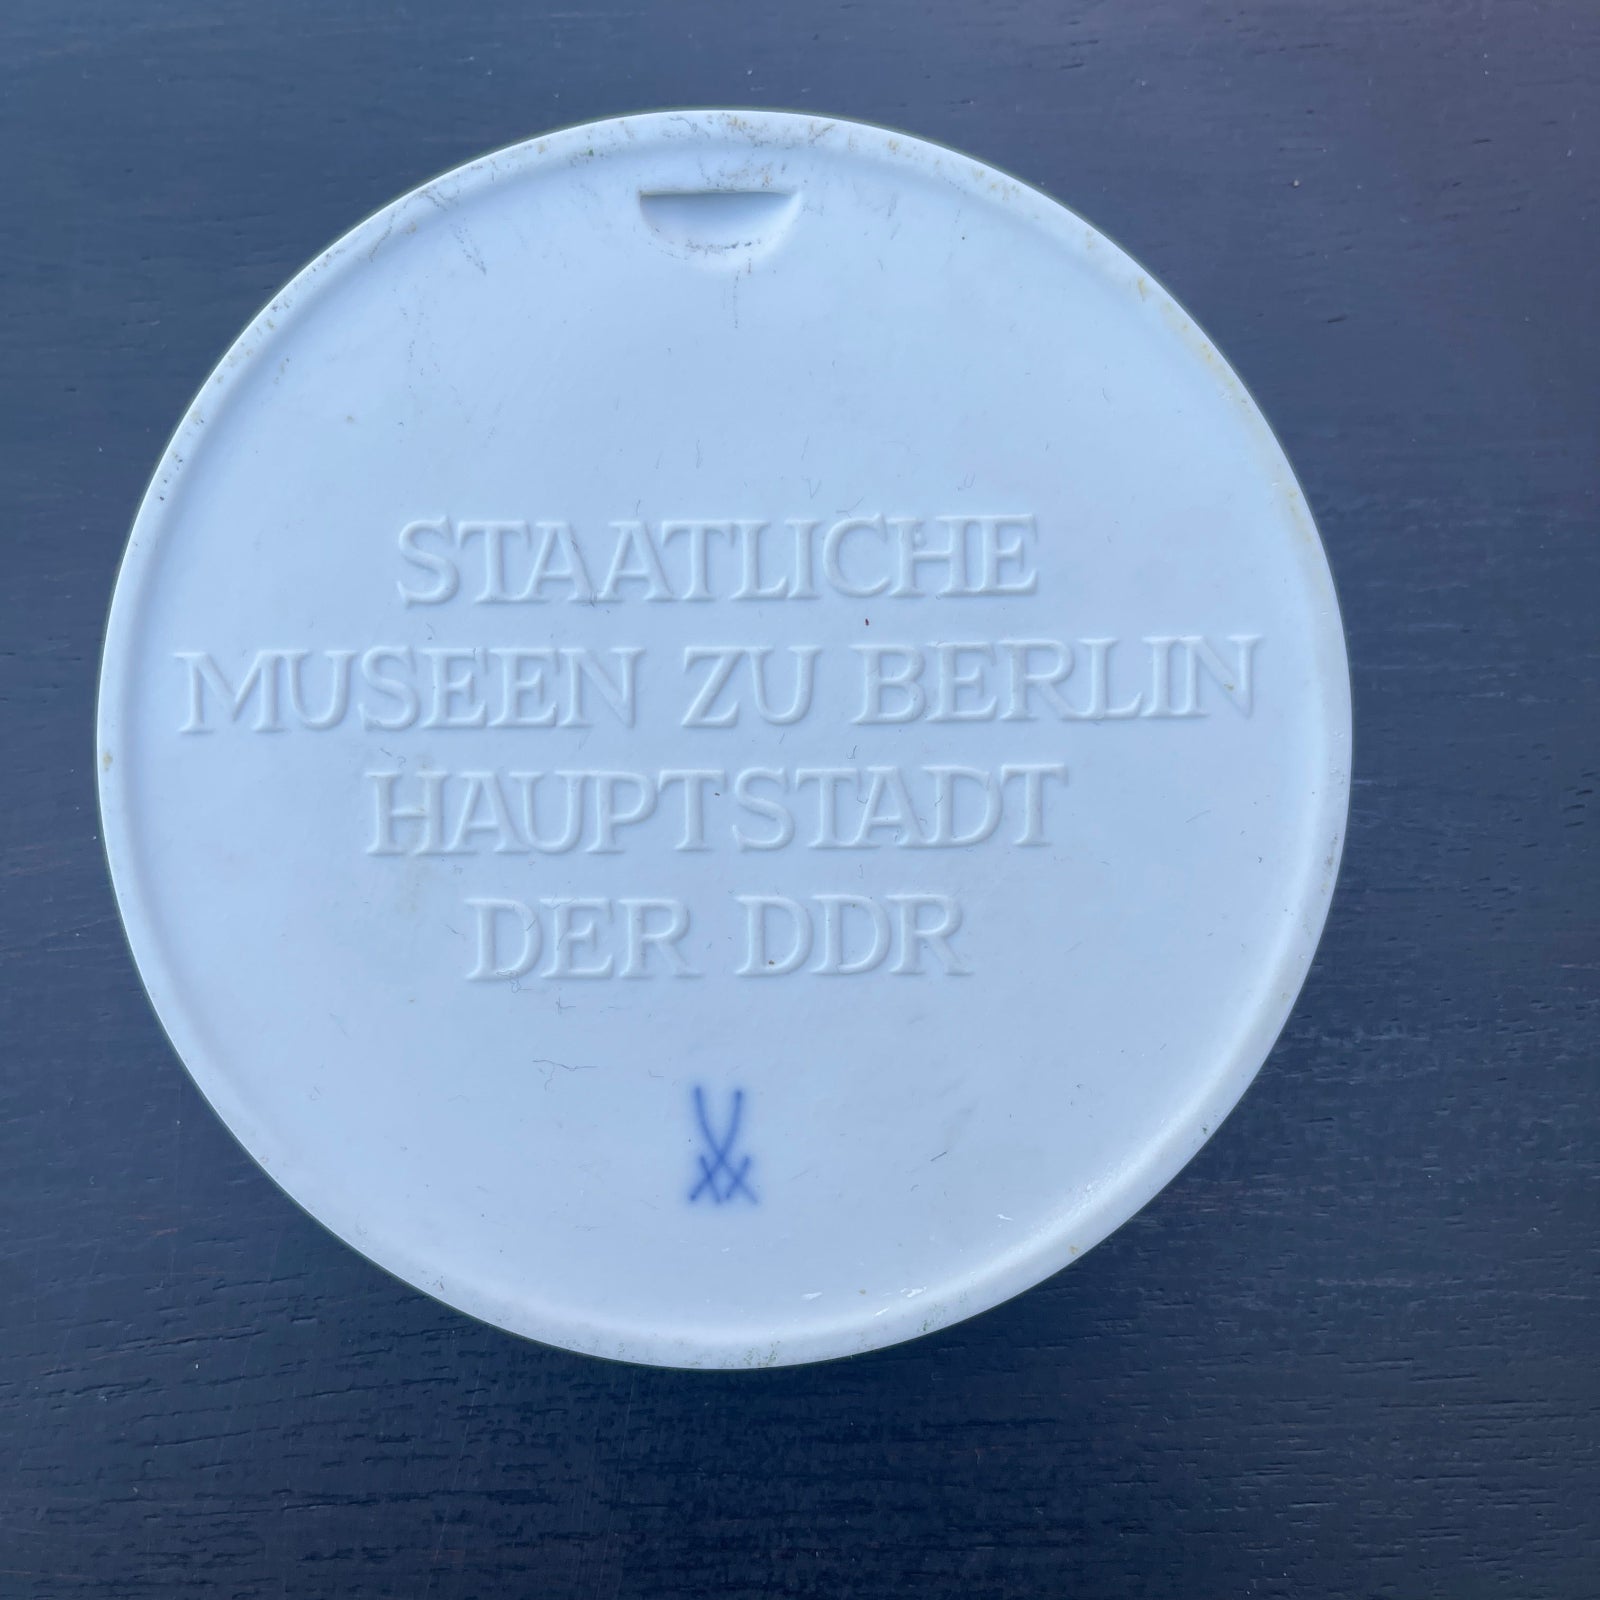 STAATLICHE
MUSEEN ZU BERLIN
HAUPTSTADT
DER DDR